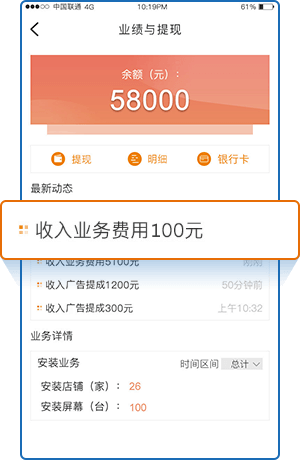 中国联通 4G 10:19PM 61%
业绩与提现
余额（元）:
58000
提现 明细 银行卡
最新动态
收入业务费用100元
收入业务费用5100元 刚刚
收入广告提成1200元 50分钟前
收入广告提成300元 上午10:32
业务详情
安装业务 时间区间 总计
安装店铺（家）: 26
安装屏幕（台）: 100